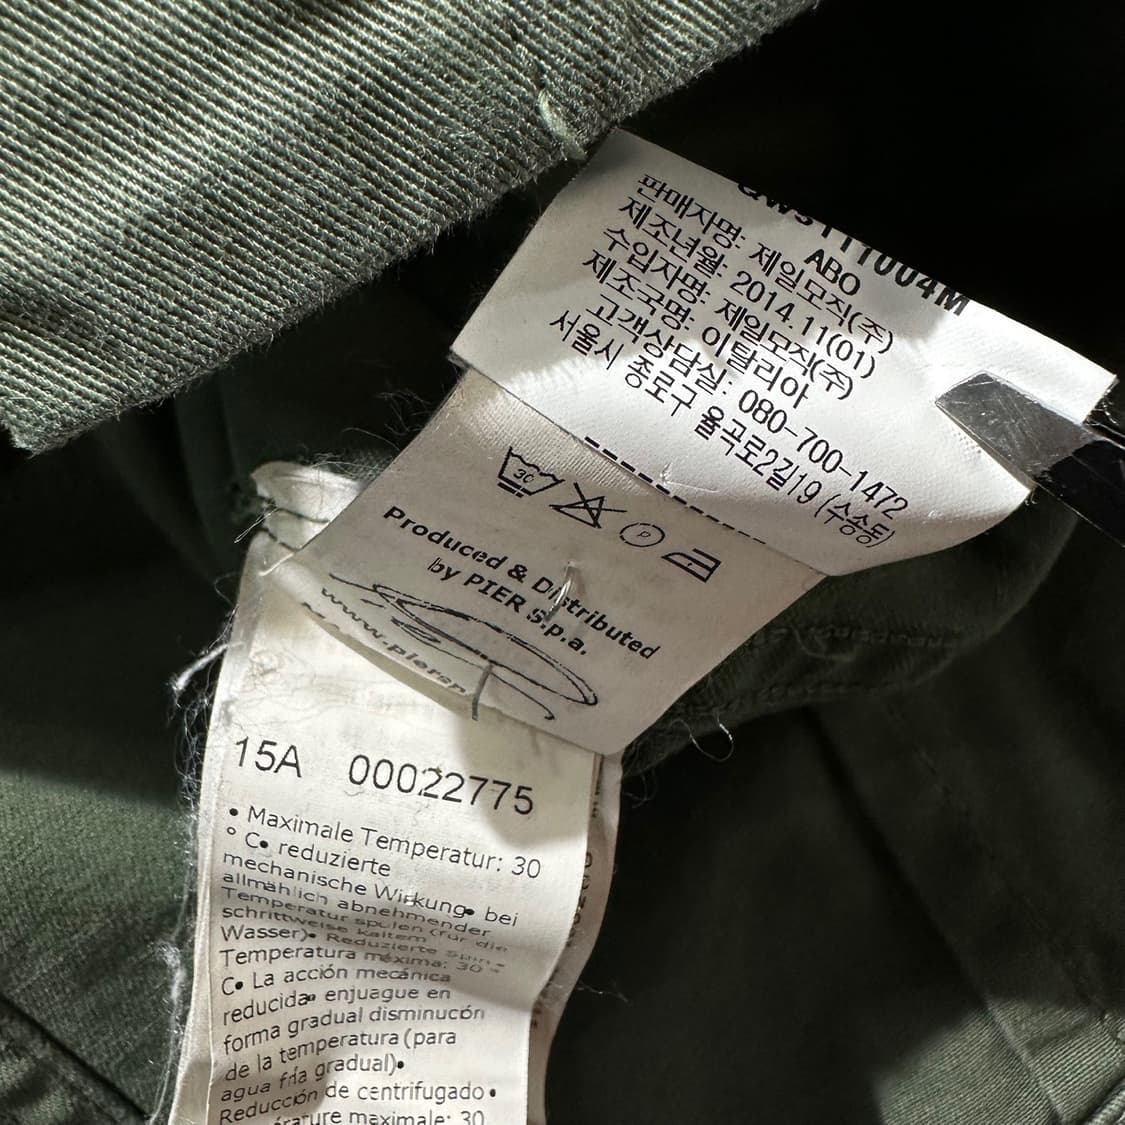 판매자명: 제일모직(주)
ABO
제조년월: 2014.11(01)
수입자명: 제일모직(주)
제조국명: 이탈리아
고객상담실: 080-700-1472
서울시 종로구 율곡로2길19 (수송동)
30
P
Produced & Distributed
by PIER S.p.a.
15A 00022775
• Maximale Temperatur: 30
° C• reduzierte
mechanische Wirkung• bei
allmählich abnehmender
Temperatur spülen (für die
schrittweise kaltem
Wasser)• Reduzierte
Temperatura máxima: 30 °
C• La acción mecánica
reducida• enjuague en
forma gradual disminución
de la temperatura (para
agua fría gradual)•
Reducción de centrifugado •
maximale: 30